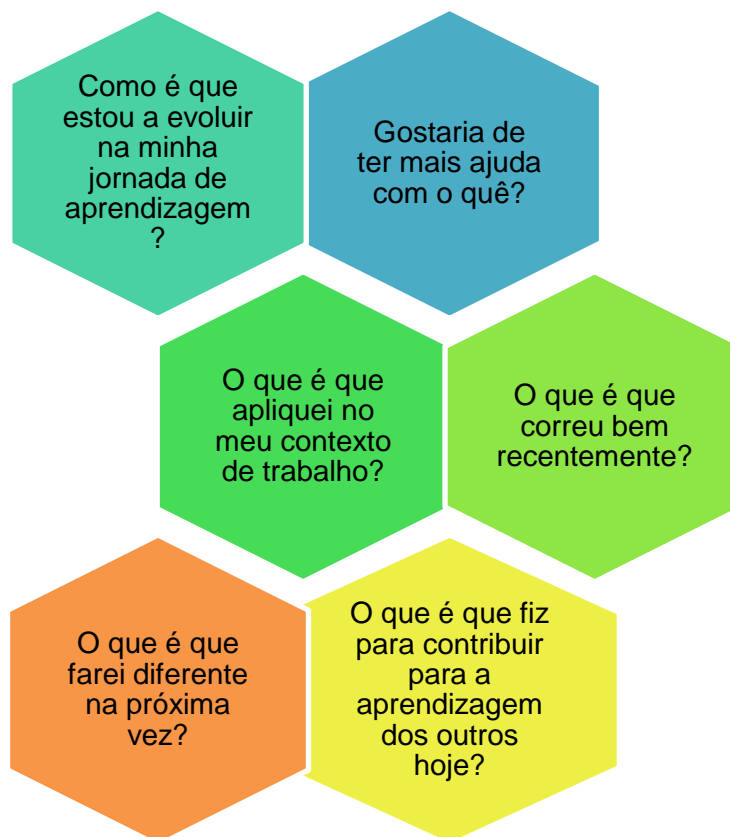 Como é que
estou a evoluir
na minha
jornada de
aprendizagem
?
Gostaria de
ter mais ajuda
com o quê?
O que é que
apliquei no
meu contexto
de trabalho?
O que é que
correu bem
recentemente?
O que é que
farei diferente
na próxima
vez?
O que é que fiz
para contribuir
para a
aprendizagem
dos outros
hoje?